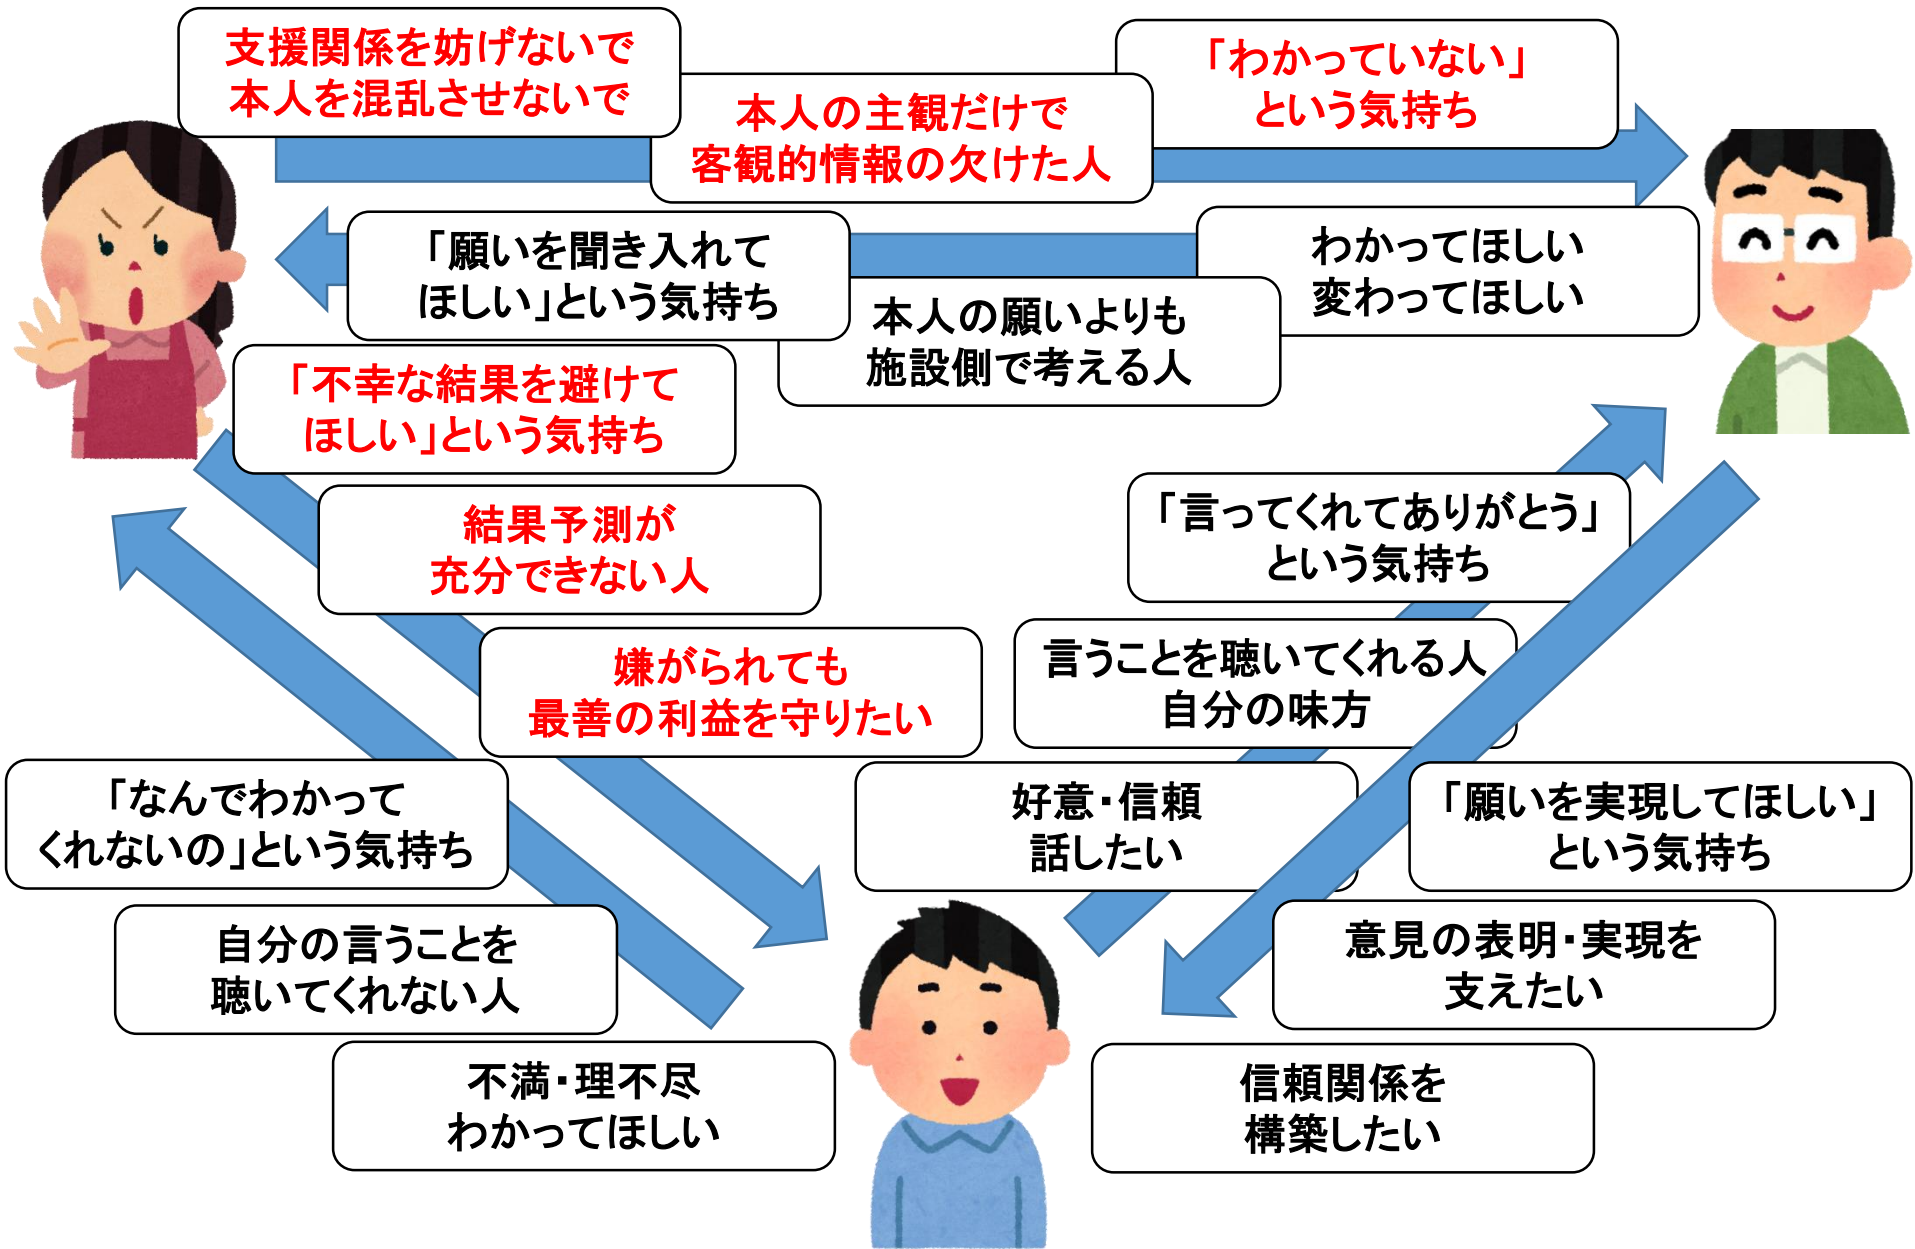 支援関係を妨げないで
本人を混乱させないで
本人の主観だけで
客観的情報の欠けた人
「わかっていない」
という気持ち
「願いを聞き入れて
ほしい」という気持ち
本人の願いよりも
施設側で考える人
わかってほしい
変わってほしい
「不幸な結果を避けて
ほしい」という気持ち
結果予測が
充分できない人
嫌がられても
最善の利益を守りたい
「言ってくれてありがとう」
という気持ち
言うことを聴いてくれる人
自分の味方
好意・信頼
話したい
「なんでわかって
くれないの」という気持ち
自分の言うことを
聴いてくれない人
不満・理不尽
わかってほしい
「願いを実現してほしい」
という気持ち
意見の表明・実現を
支えたい
信頼関係を
構築したい